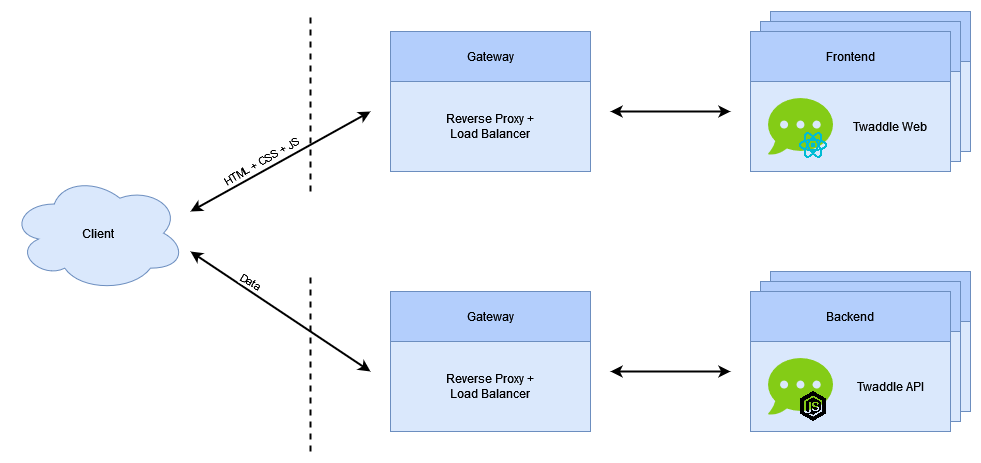 Gateway
Frontend
Reverse Proxy +
Load Balancer
Twaddle Web
HTML + CSS + JS
Client
Data
Gateway
Backend
Reverse Proxy +
Load Balancer
Twaddle API
JS